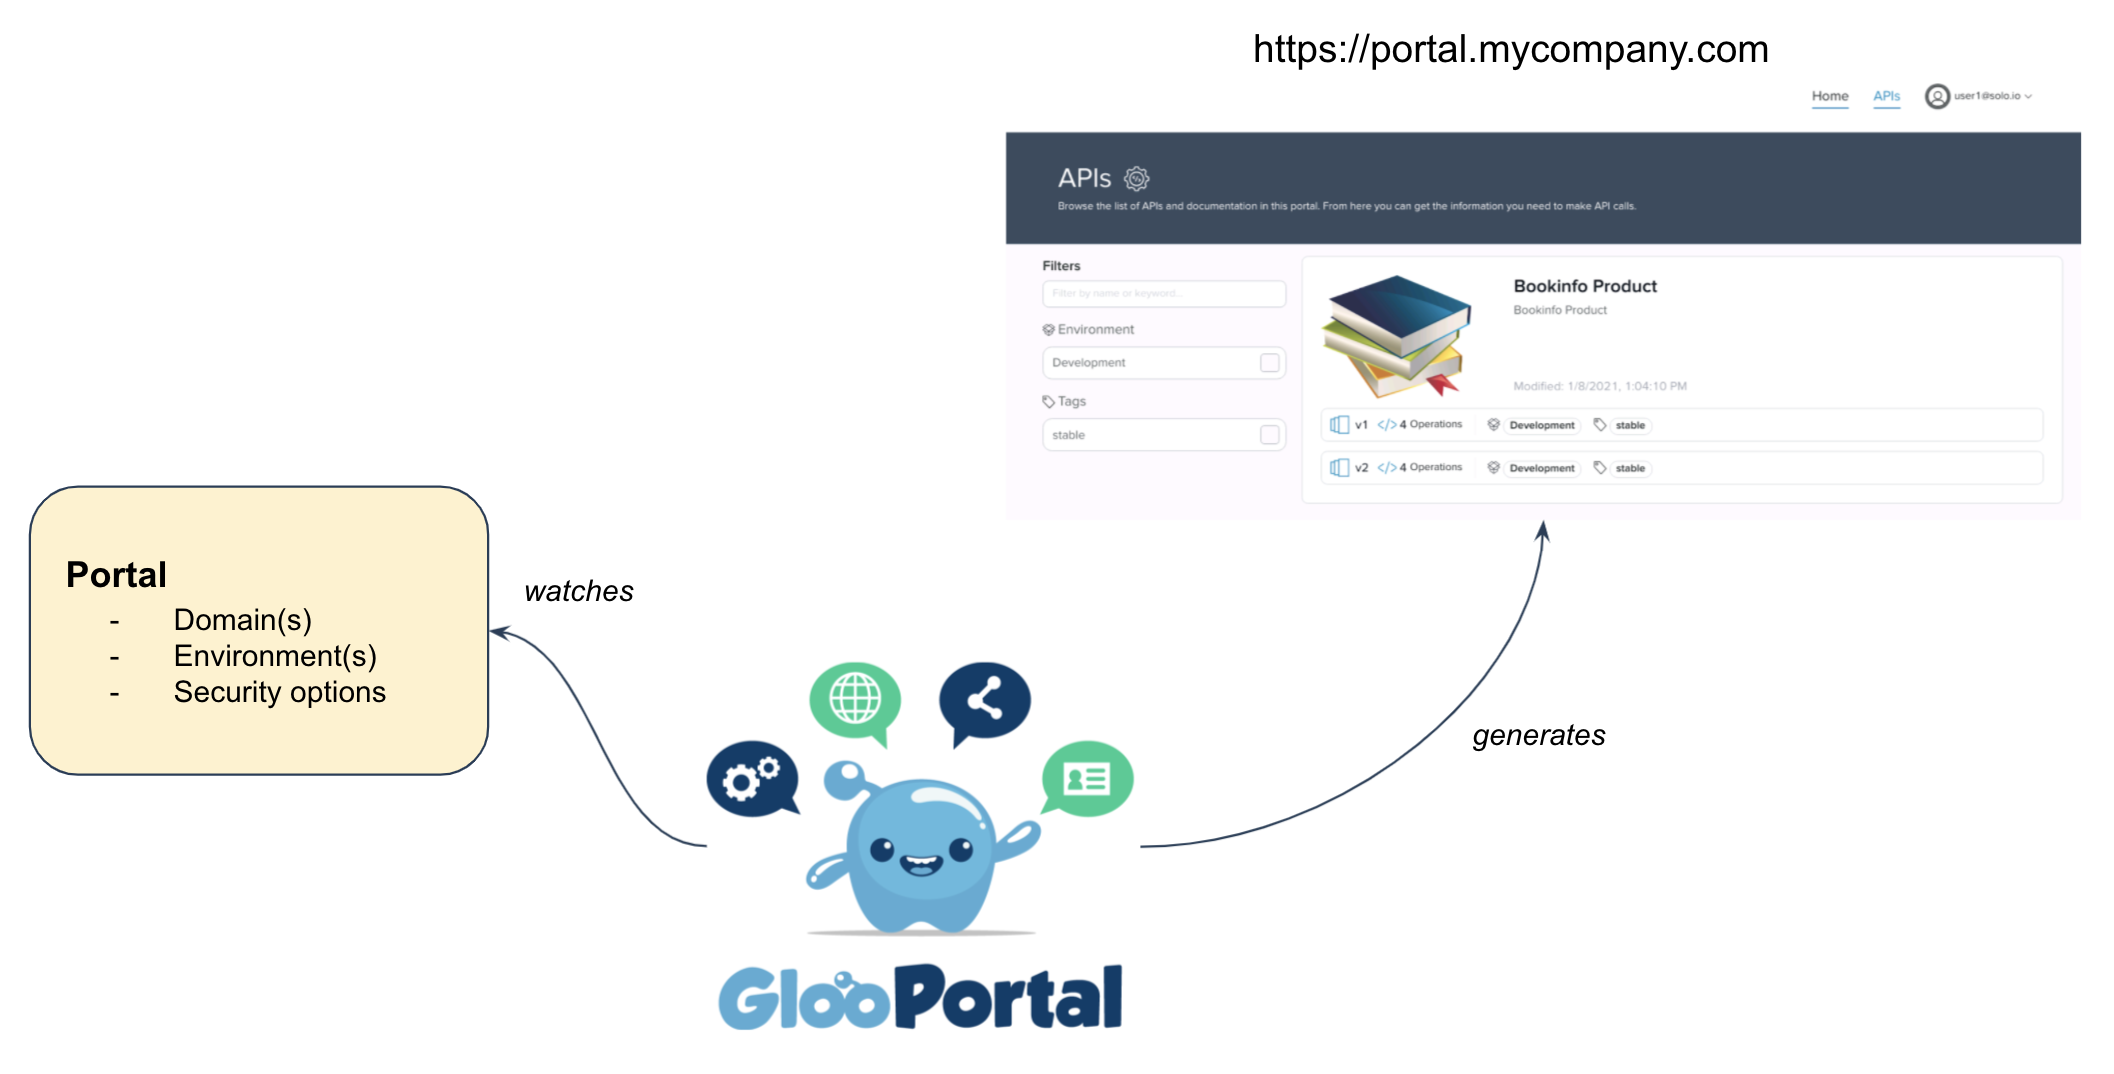 https://portal.mycompany.com
Home APIs user1@solo.io
APIs
Browse the list of APIs and documentation in this portal. From here you can get the information you need to make API calls.
Filters
Filter by name or keyword...
Environment
Development
Tags
stable
Bookinfo Product
Bookinfo Product
Modified: 1/8/2021, 1:04:10 PM
v1 </> 4 Operations Development stable
v2 </> 4 Operations Development stable
Portal
- Domain(s)
- Environment(s)
- Security options
watches
generates
GlooPortal